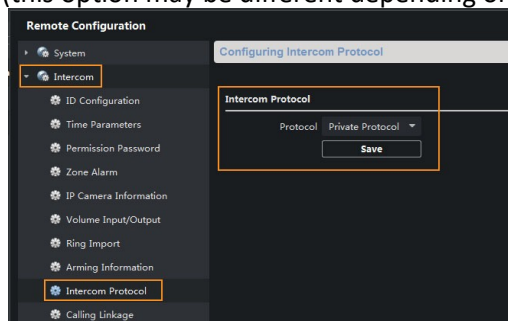 (this option may be different depending o
Remote Configuration
System
Configuring Intercom Protocol
Intercom
ID Configuration
Intercom Protocol
Time Parameters
Protocol Private Protocol
Permission Password
Save
Zone Alarm
IP Camera Information
Volume Input/Output
Ring Import
Arming Information
Intercom Protocol
Calling Linkage